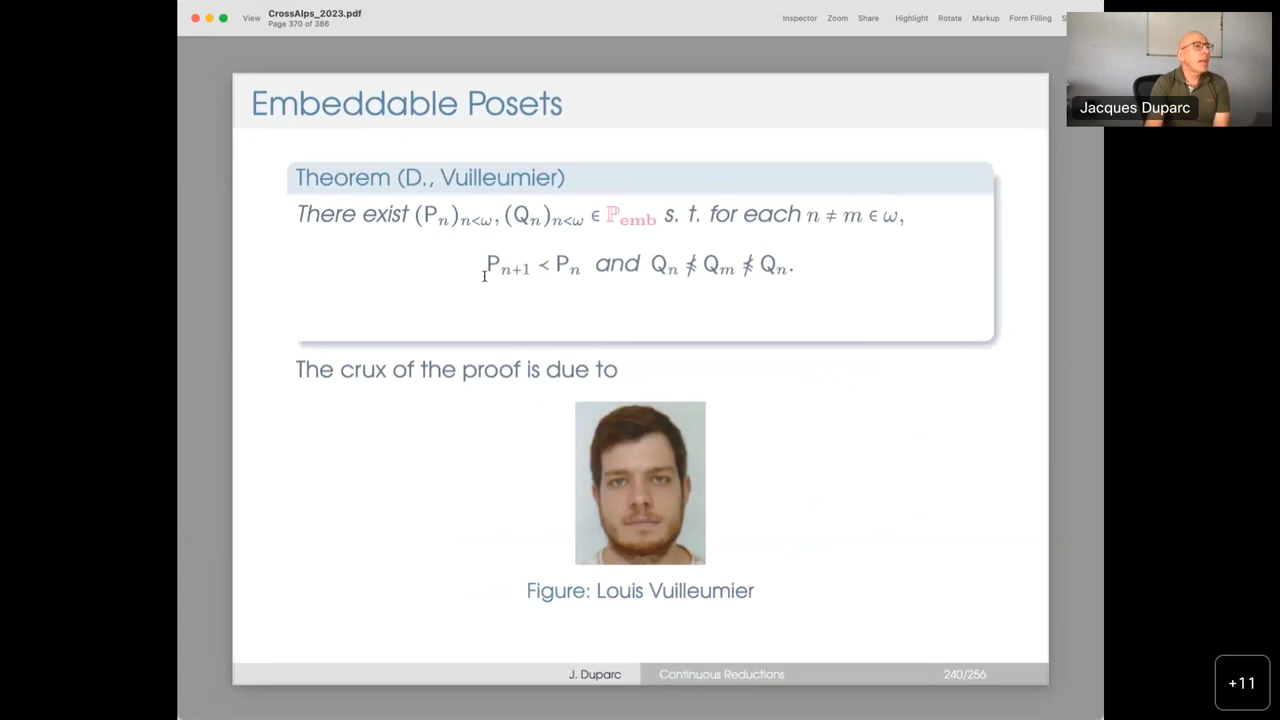 View
CrossAlps_2023.pdf
Page 370 of 386
Inspector Zoom Share Highlight Rotate Markup Form Filling
Jacques Duparc
Embeddable Posets
Theorem (D., Vuilleumier)
There exist (Pₙ)ₙ<ω, (Qₙ)ₙ<ω ∈ ℙemb s. t. for each n ≠ m ∈ ω,
Pₙ₊₁ < Pₙ and Qₙ ≰ Qₘ ≰ Qₙ.
The crux of the proof is due to
Figure: Louis Vuilleumier
J. Duparc Continuous Reductions 240/256
+11